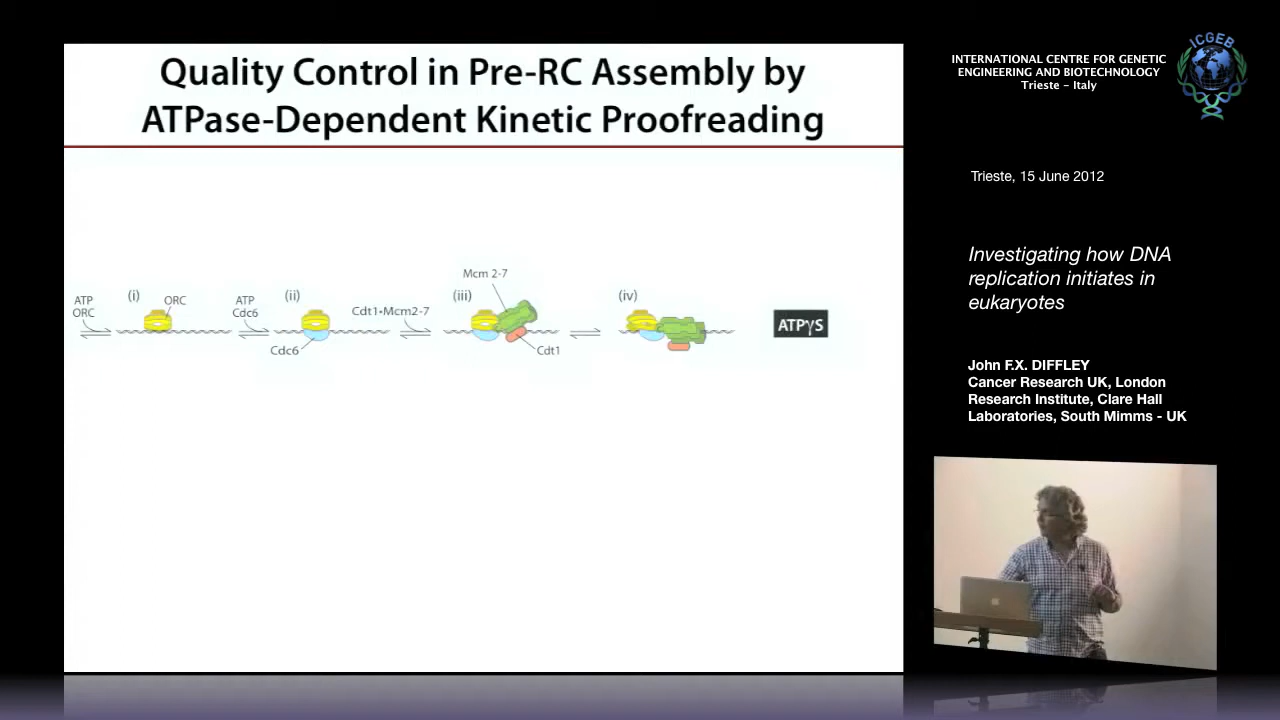 Quality Control in Pre-RC Assembly by
ATPase-Dependent Kinetic Proofreading
Mcm 2-7
ATP
ORC
(i)
ORC
ATP
Cdc6
(ii)
Cdt1•Mcm2-7
(iii)
(iv)
ATPγS
Cdc6
Cdt1
ICGEB
INTERNATIONAL CENTRE FOR GENETIC
ENGINEERING AND BIOTECHNOLOGY
Trieste – Italy
Trieste, 15 June 2012
Investigating how DNA
replication initiates in
eukaryotes
John F.X. DIFFLEY
Cancer Research UK, London
Research Institute, Clare Hall
Laboratories, South Mimms - UK